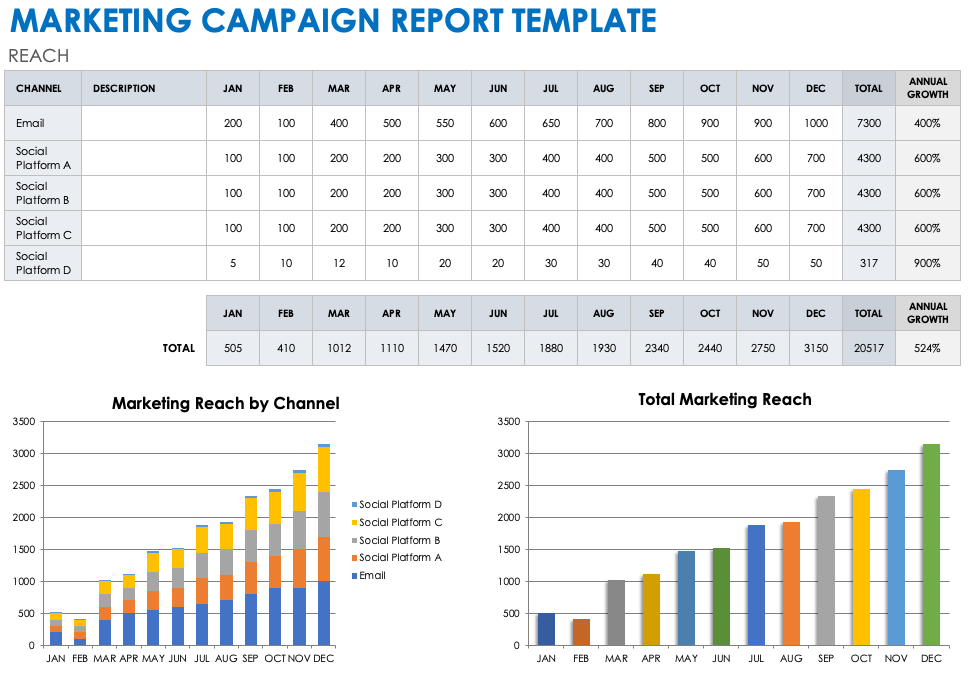 MARKETING CAMPAIGN REPORT TEMPLATE
REACH
CHANNEL DESCRIPTION JAN FEB MAR APR MAY JUN JUL AUG SEP OCT NOV DEC TOTAL ANNUAL GROWTH
Email 200 100 400 500 550 600 650 700 800 900 900 1000 7300 400%
Social Platform A 100 100 200 200 300 300 400 400 500 500 600 700 4300 600%
Social Platform B 100 100 200 200 300 300 400 400 500 500 600 700 4300 600%
Social Platform C 100 100 200 200 300 300 400 400 500 500 600 700 4300 600%
Social Platform D 5 10 12 10 20 20 30 30 40 40 50 50 317 900%
JAN FEB MAR APR MAY JUN JUL AUG SEP OCT NOV DEC TOTAL ANNUAL GROWTH
TOTAL 505 410 1012 1110 1470 1520 1880 1930 2340 2440 2750 3150 20517 524%
Marketing Reach by Channel
3500
3000
2500
2000
1500
1000
500
0
JAN FEB MAR APR MAY JUN JUL AUG SEP OCT NOV DEC
Social Platform D
Social Platform C
Social Platform B
Social Platform A
Email
Total Marketing Reach
3500
3000
2500
2000
1500
1000
500
0
JAN FEB MAR APR MAY JUN JUL AUG SEP OCT NOV DEC